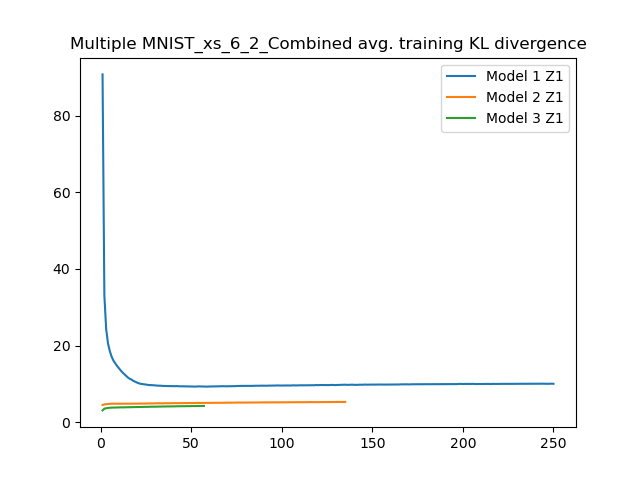 Multiple MNIST_xs_6_2_Combined avg. training KL divergence
Model 1 Z1
Model 2 Z1
Model 3 Z1
80
60
40
20
0
0 50 100 150 200 250